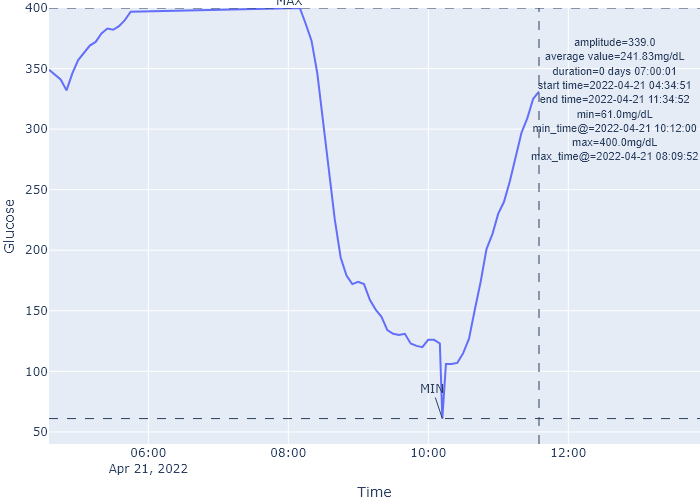 MAX
400
350
300
250
200
150
100
50
Glucose
amplitude=339.0
average value=241.83mg/dL
duration=0 days 07:00:01
start time=2022-04-21 04:34:51
end time=2022-04-21 11:34:52
min=61.0mg/dL
min_time@=2022-04-21 10:12:00
max=400.0mg/dL
max_time@=2022-04-21 08:09:52
MIN
06:00 08:00 10:00 12:00
Apr 21, 2022
Time